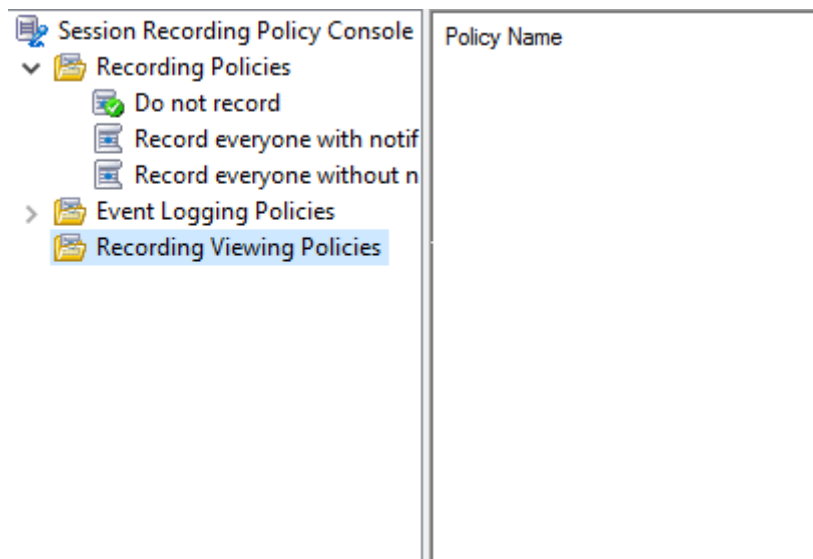 Session Recording Policy Console
Policy Name
Recording Policies
Do not record
Record everyone with notif
Record everyone without n
Event Logging Policies
Recording Viewing Policies